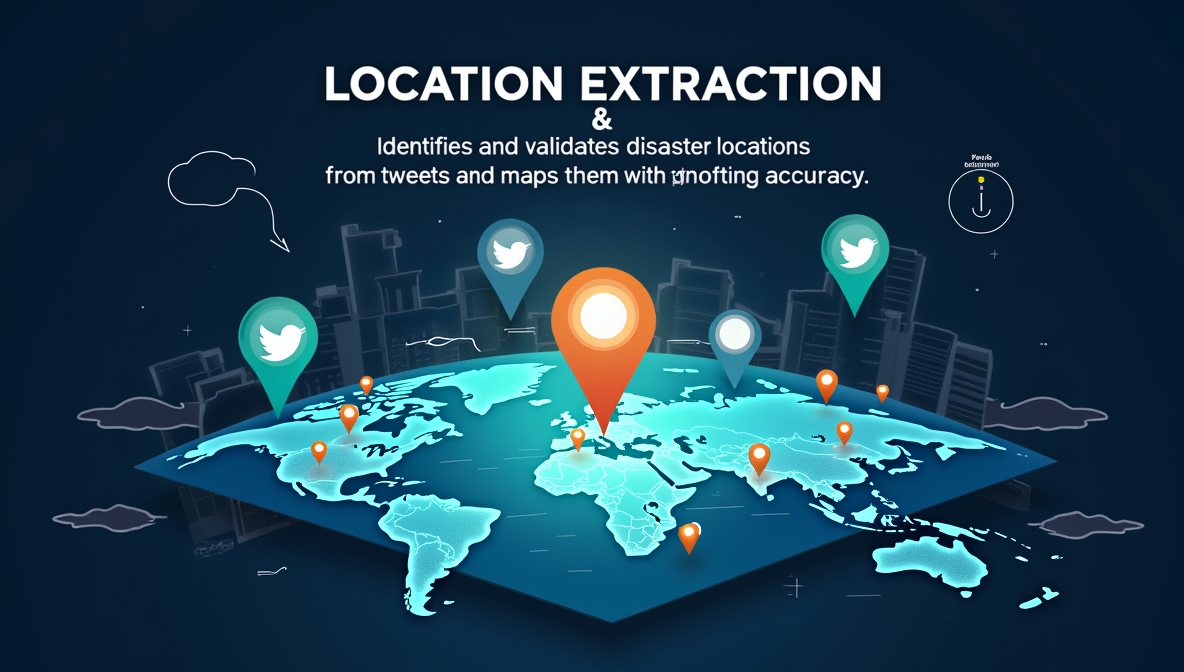 LOCATION EXTRACTION
&
Identifies and validates disaster locations
from tweets and maps them with accuracy.